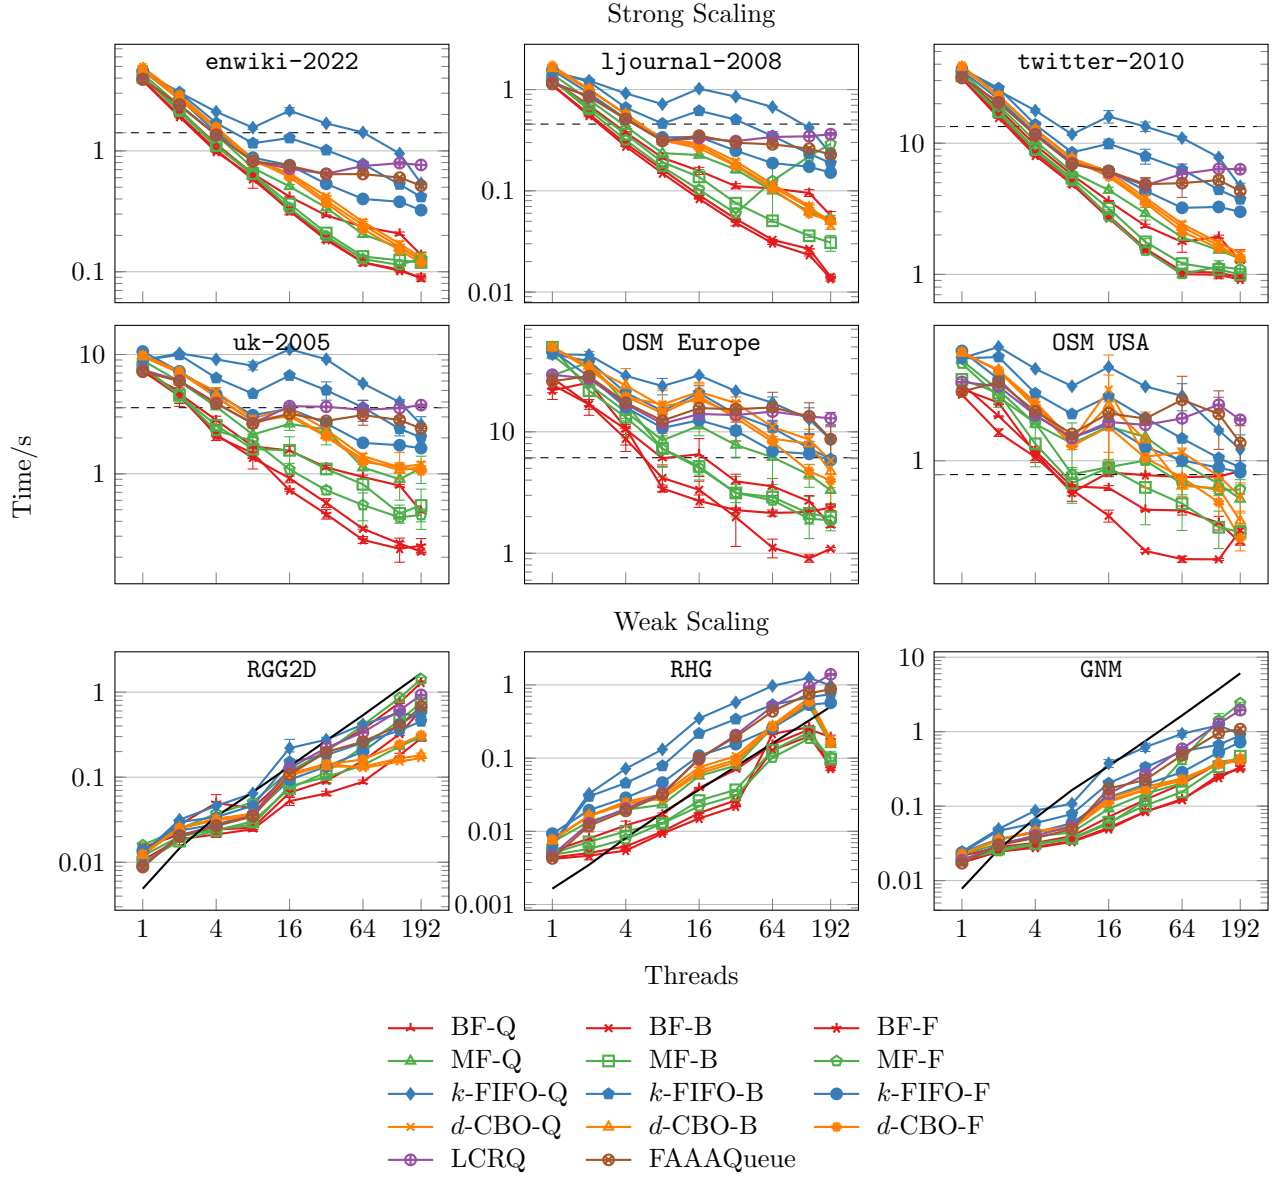 Strong Scaling
enwiki-2022
ljournal-2008
twitter-2010
1
0.1
1
0.1
0.01
10
1
uk-2005
OSM Europe
OSM USA
10
1
10
1
1
Time/s
Weak Scaling
RGG2D
RHG
GNM
1
0.1
0.01
1
0.1
0.01
0.001
10
1
0.1
0.01
1 4 16 64 192
1 4 16 64 192
1 4 16 64 192
Threads
BF-Q BF-B BF-F
MF-Q MF-B MF-F
k-FIFO-Q k-FIFO-B k-FIFO-F
d-CBO-Q d-CBO-B d-CBO-F
LCRQ FAAAQueue